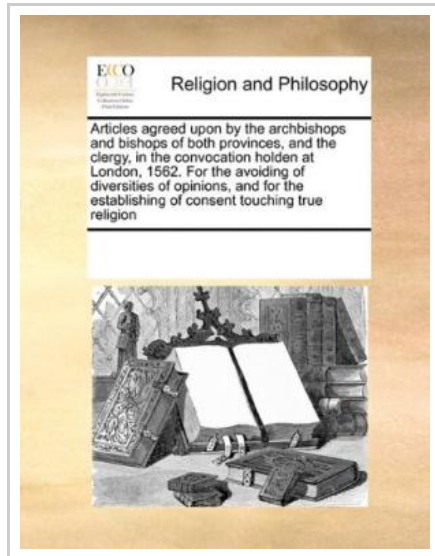 ECCO
Religion and Philosophy
Articles agreed upon by the archbishops
and bishops of both provinces, and the
clergy, in the convocation holden at
London, 1562. For the avoiding of
diversities of opinions, and for the
establishing of consent touching true
religion